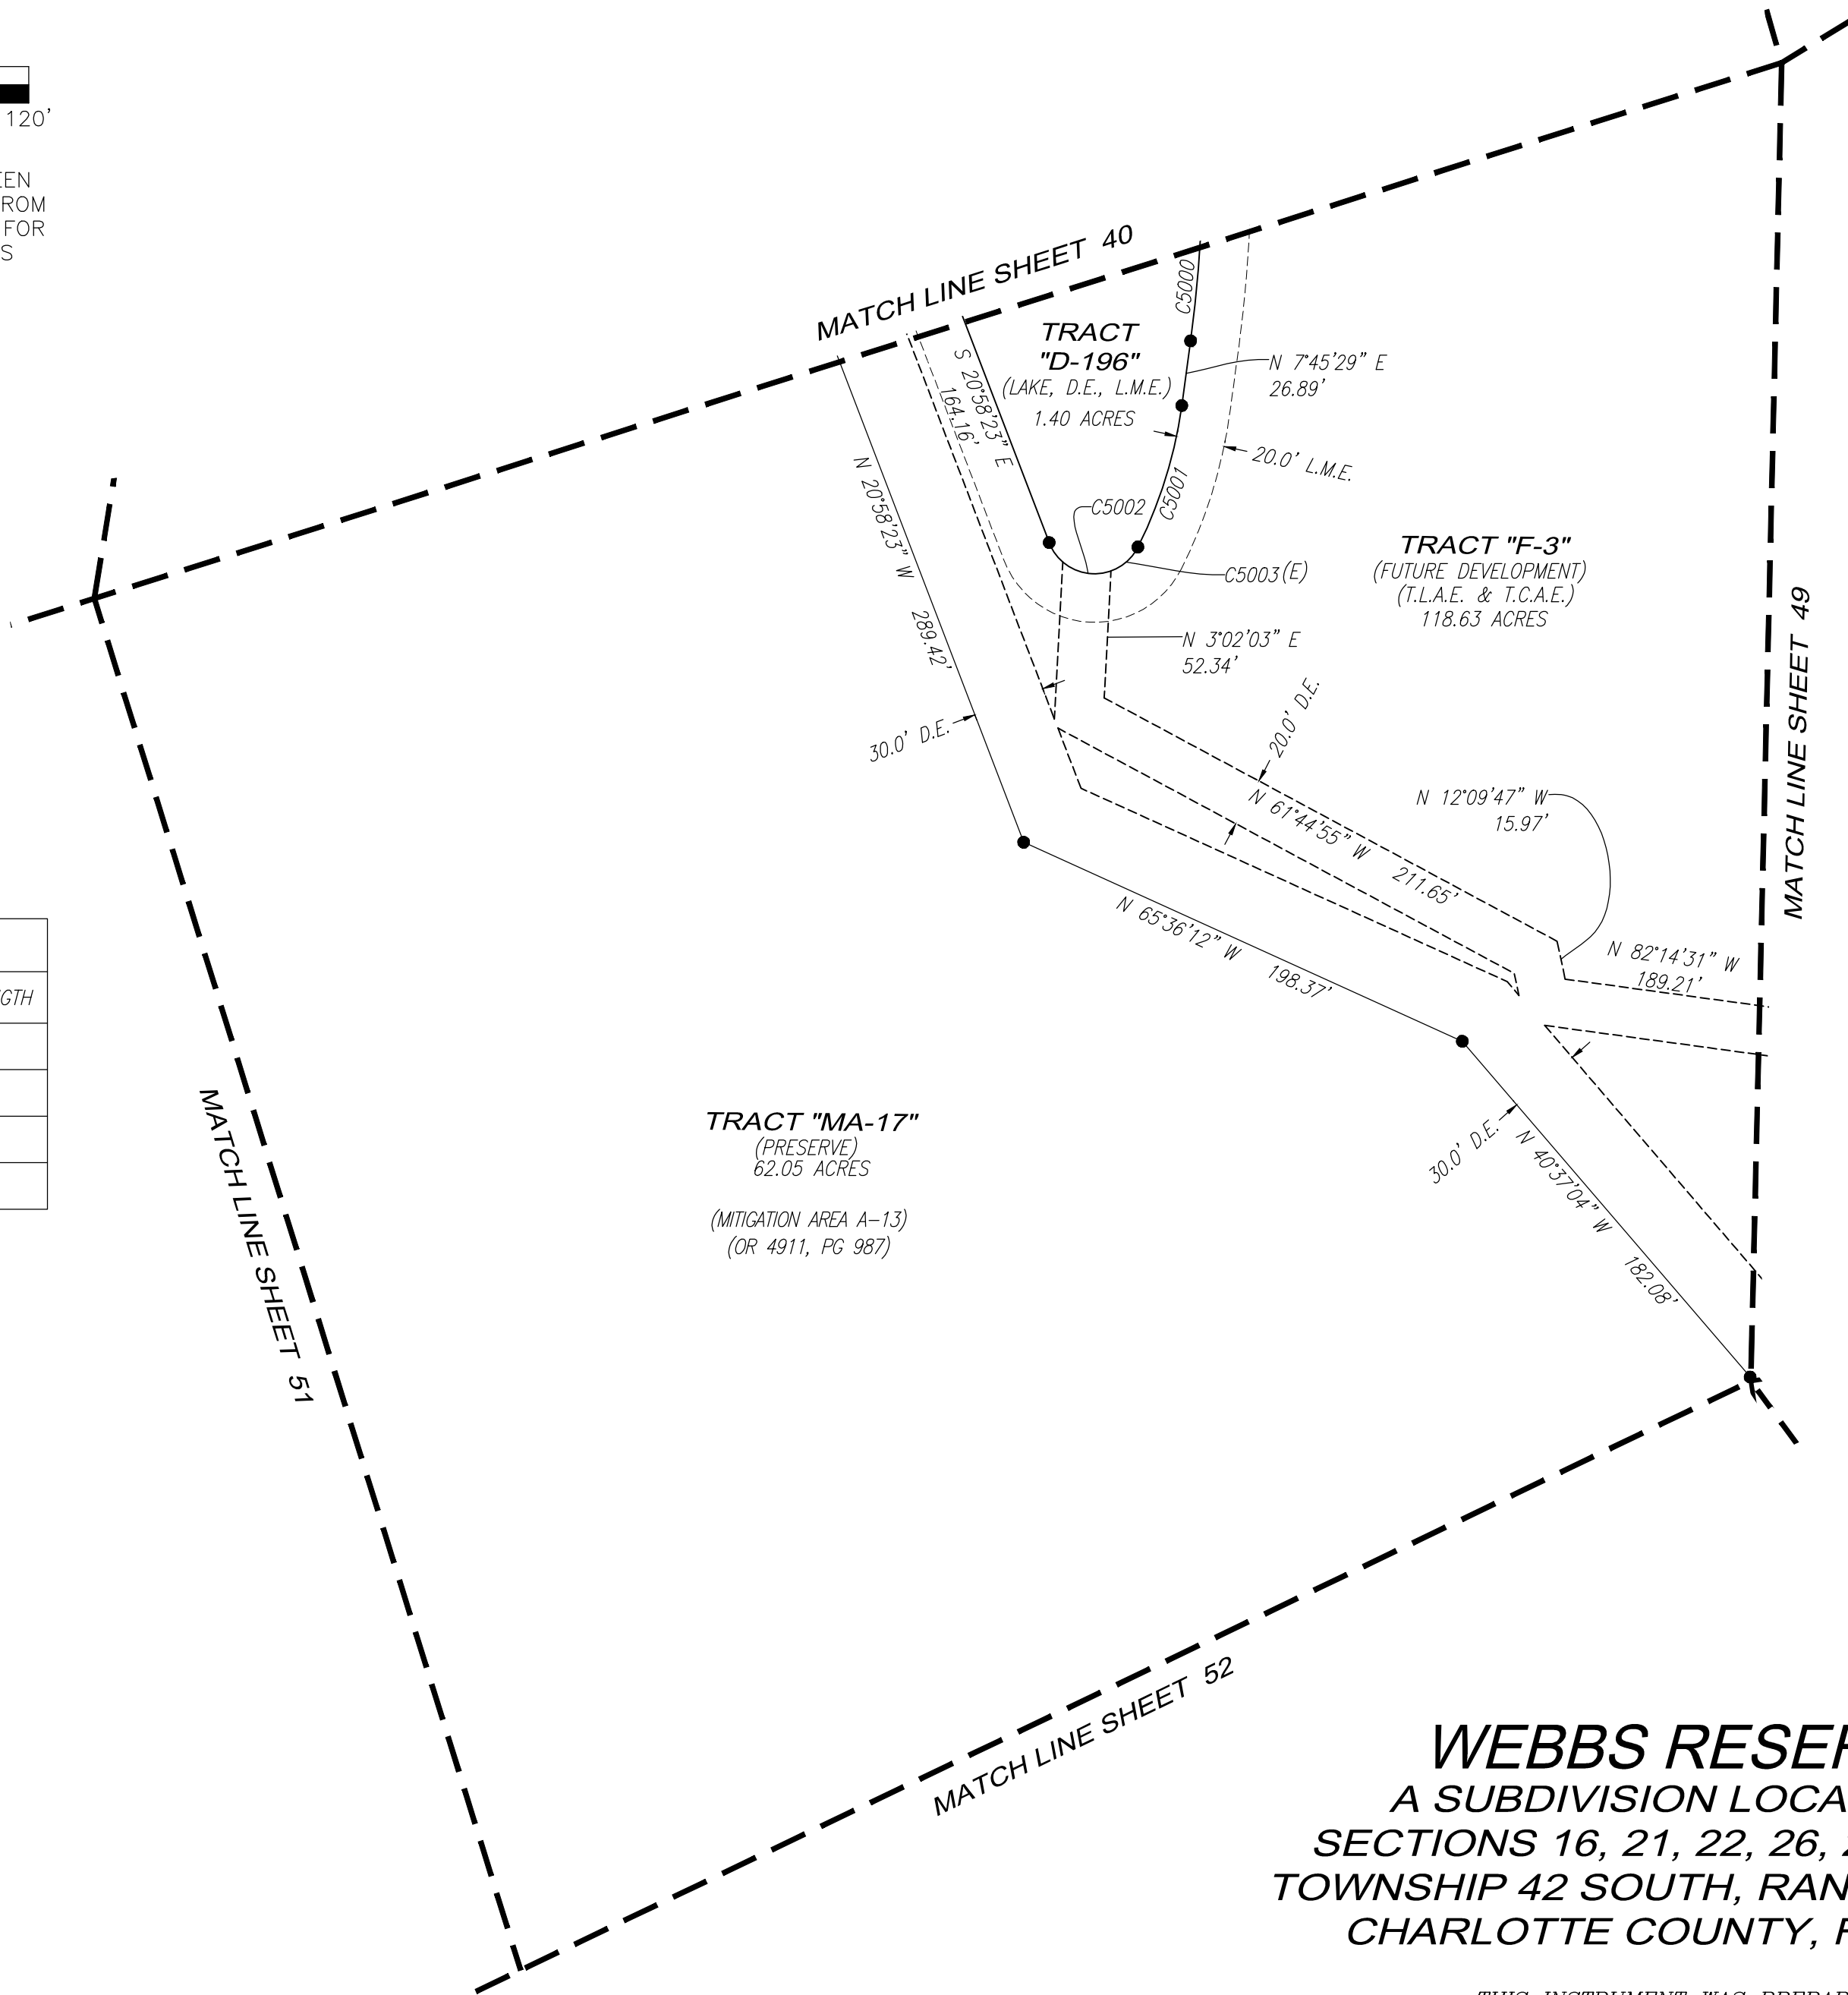 120'
EEN
ROM
FOR
S
MATCH LINE SHEET 40
TRACT
"D-196"
(LAKE, D.E., L.M.E.)
1.40 ACRES
C5000
N 7°45'29" E
26.89'
S 20°58'23" E
164.16'
20.0' L.M.E.
C5001
C5002
C5003(E)
N 20°58'23" W 289.42'
TRACT "F-3"
(FUTURE DEVELOPMENT)
(T.L.A.E. & T.C.A.E.)
118.63 ACRES
N 3°02'03" E
52.34'
MATCH LINE SHEET 49
30.0' D.E.
20.0' D.E.
N 61°44'55" W 211.65'
N 12°09'47" W
15.97'
N 82°14'31" W
189.21'
N 65°36'12" W 198.37'
GTH
30.0' D.E.
N 40°37'04" W 182.08'
TRACT "MA-17"
(PRESERVE)
62.05 ACRES
(MITIGATION AREA A-13)
(OR 4911, PG 987)
MATCH LINE SHEET 51
MATCH LINE SHEET 52
WEBBS RESER
A SUBDIVISION LOCA
SECTIONS 16, 21, 22, 26,
TOWNSHIP 42 SOUTH, RAN
CHARLOTTE COUNTY,
THIS INSTRUMENT WAS PREPAR